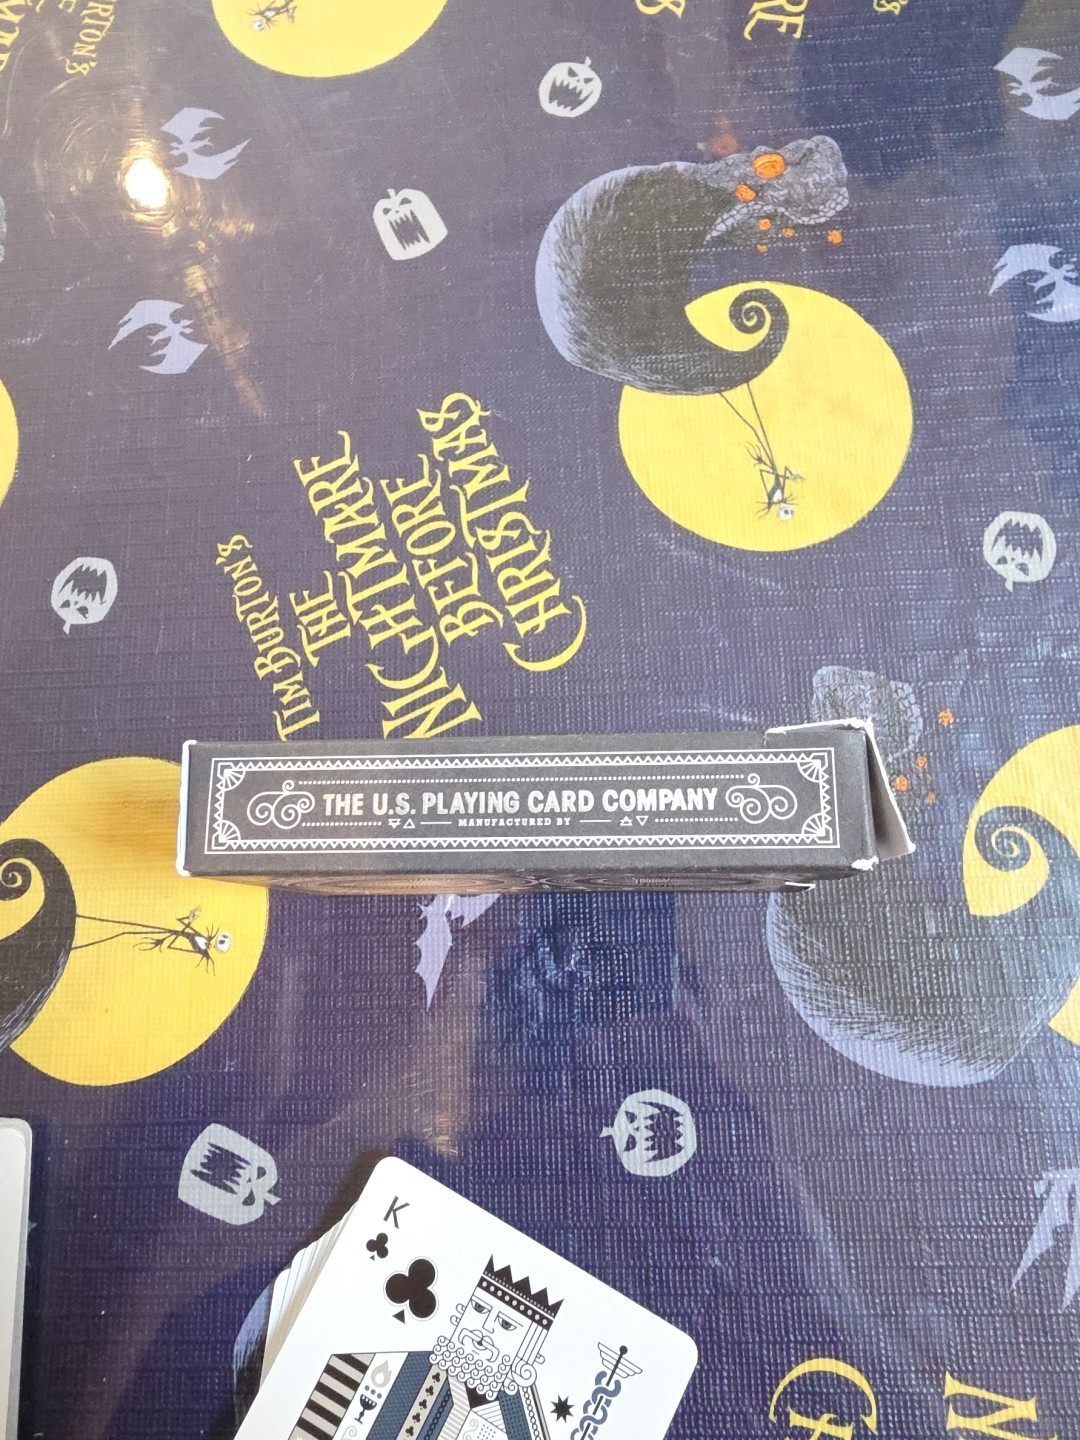 TIM BURTON'S
THE
NIGHTMARE
BEFORE
CHRISTMAS
THE U.S. PLAYING CARD COMPANY
MANUFACTURED BY
K